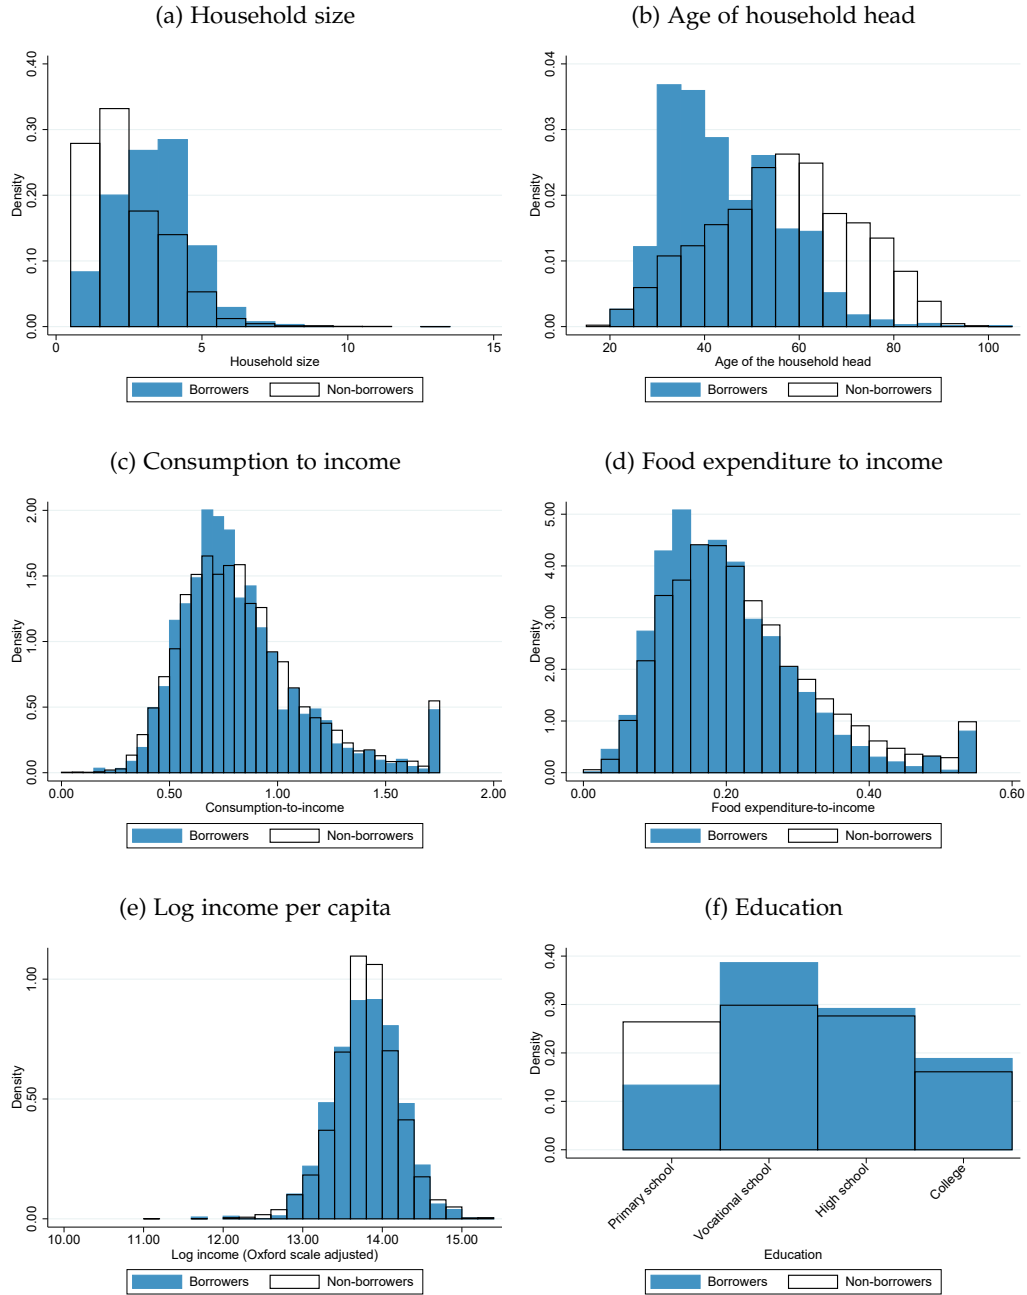 (a) Household size
0.40
0.30
0.20
0.10
0.00
Density
0 5 10 15
Household size
Borrowers Non-borrowers
(b) Age of household head
0.04
0.03
0.02
0.01
0.00
Density
20 40 60 80 100
Age of the household head
Borrowers Non-borrowers
(c) Consumption to income
2.00
1.50
1.00
0.50
0.00
Density
0.00 0.50 1.00 1.50 2.00
Consumption-to-income
Borrowers Non-borrowers
(d) Food expenditure to income
5.00
4.00
3.00
2.00
1.00
0.00
Density
0.00 0.20 0.40 0.60
Food expenditure-to-income
Borrowers Non-borrowers
(e) Log income per capita
1.00
0.50
0.00
Density
10.00 11.00 12.00 13.00 14.00 15.00
Log income (Oxford scale adjusted)
Borrowers Non-borrowers
(f) Education
0.40
0.30
0.20
0.10
0.00
Density
Primary school
Vocational school
High school
College
Education
Borrowers Non-borrowers